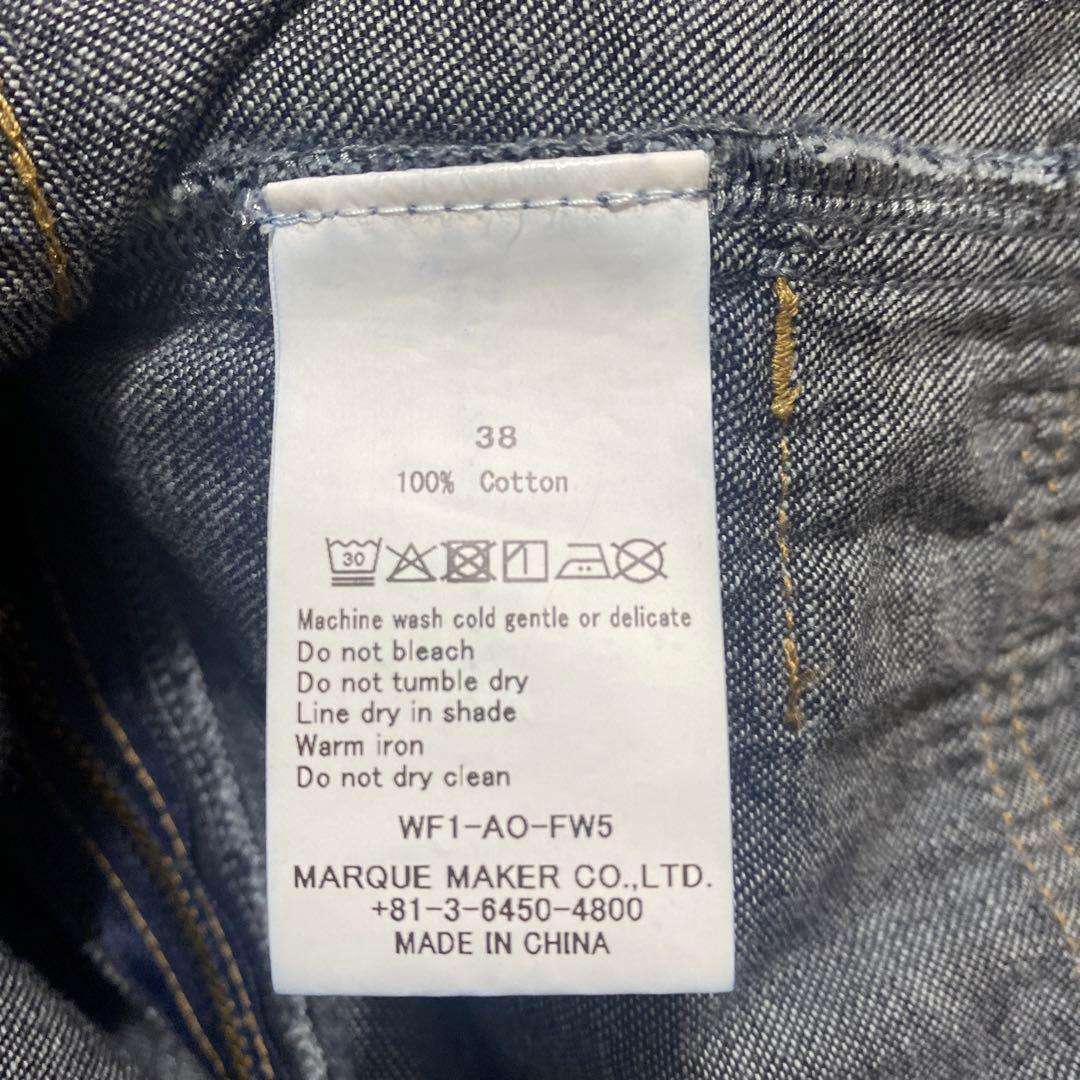 38
100% Cotton
30
Machine wash cold gentle or delicate
Do not bleach
Do not tumble dry
Line dry in shade
Warm iron
Do not dry clean
WF1-AO-FW5
MARQUE MAKER CO.,LTD.
+81-3-6450-4800
MADE IN CHINA